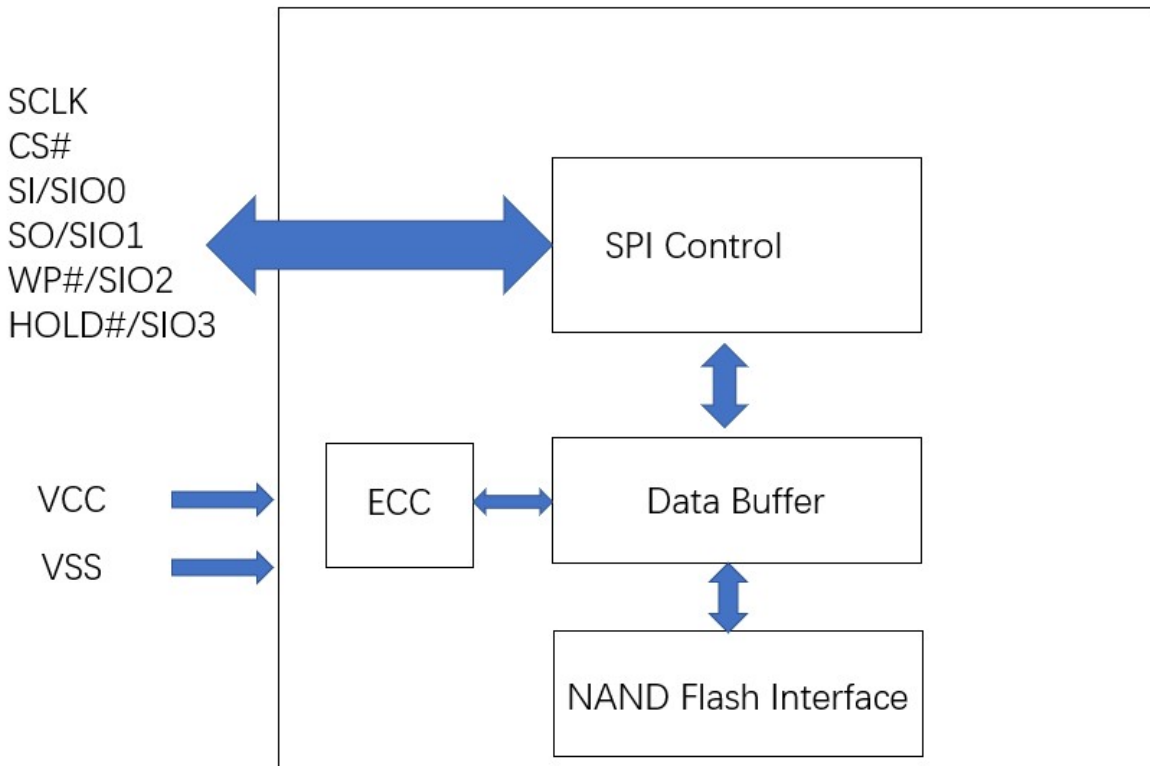 SCLK
CS#
SI/SIO0
SO/SIO1
WP#/SIO2
HOLD#/SIO3
SPI Control
VCC
VSS
ECC
Data Buffer
NAND Flash Interface